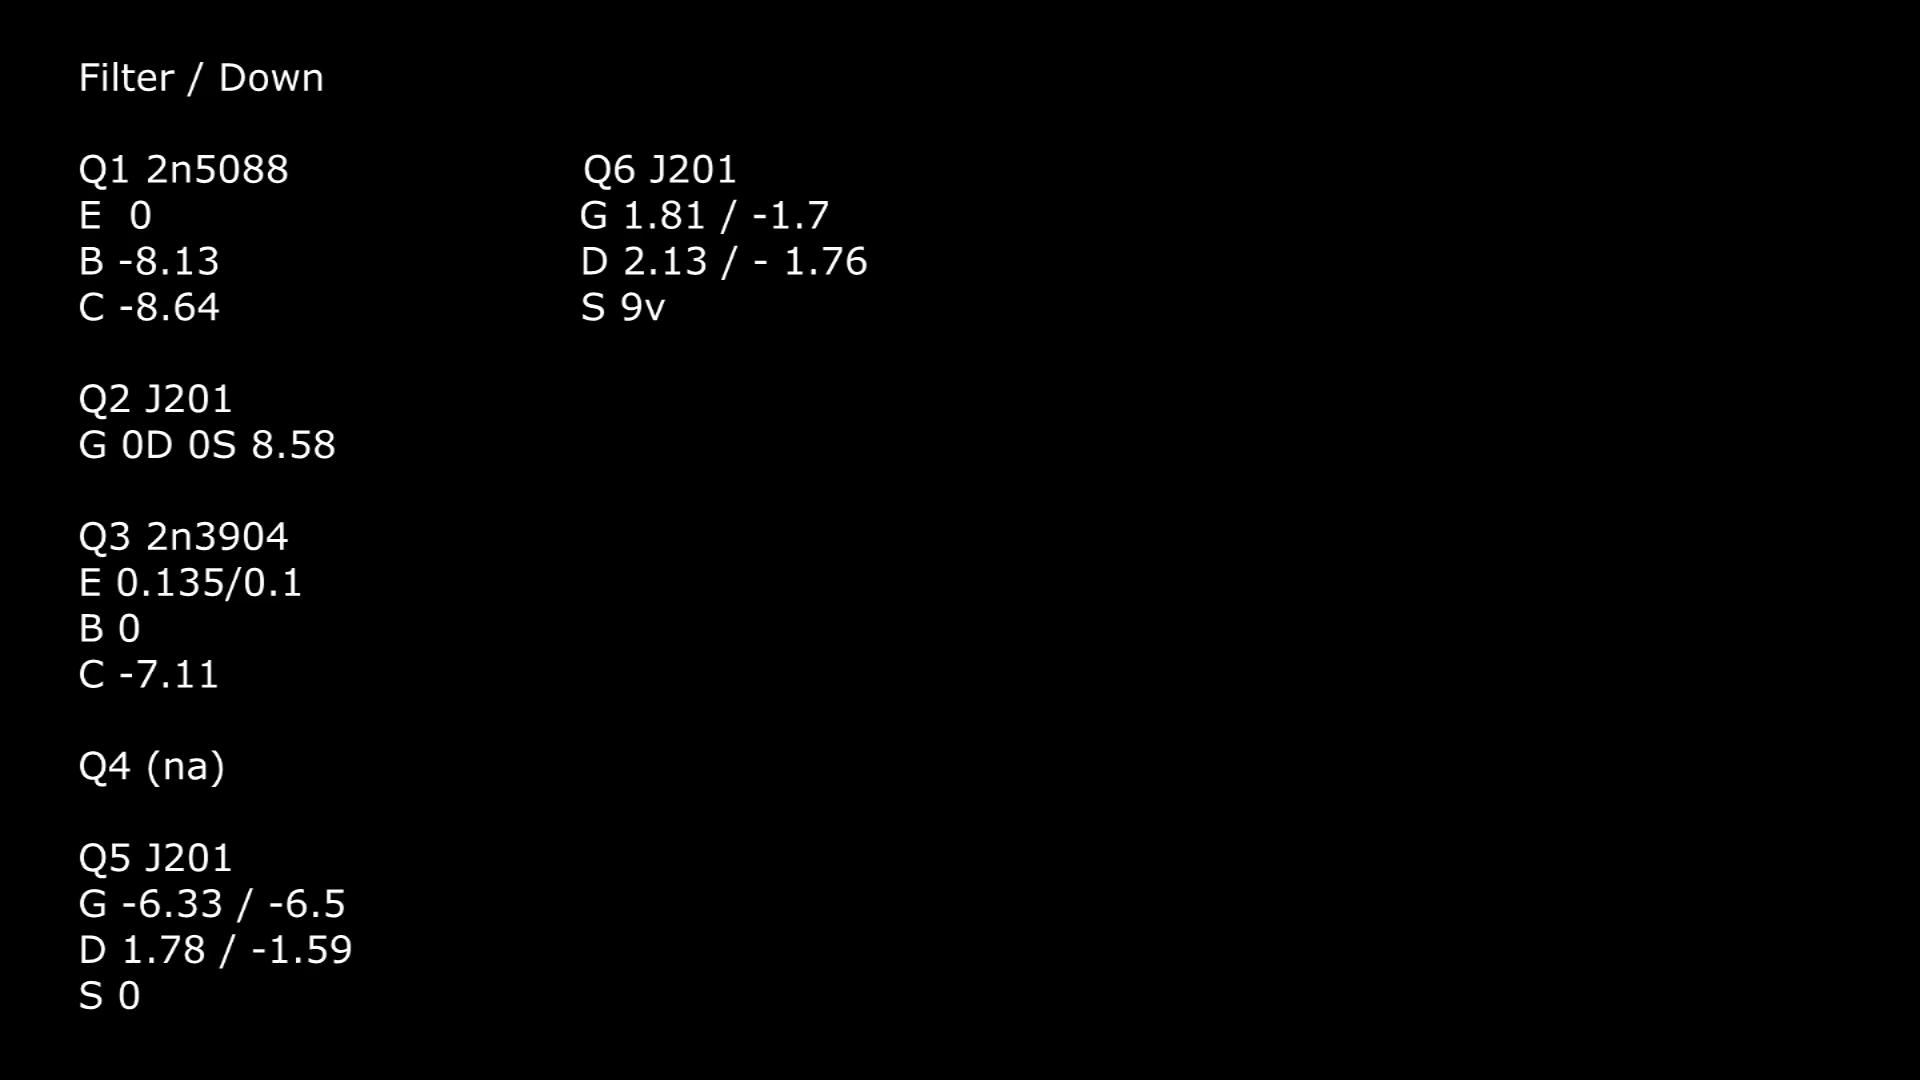 Filter / Down
Q1 2n5088
E 0
B -8.13
C -8.64
Q2 J201
G 0D 0S 8.58
Q3 2n3904
E 0.135/0.1
B 0
C -7.11
Q4 (na)
Q5 J201
G -6.33 / -6.5
D 1.78 / -1.59
S 0
Q6 J201
G 1.81 / -1.7
D 2.13 / - 1.76
S 9v